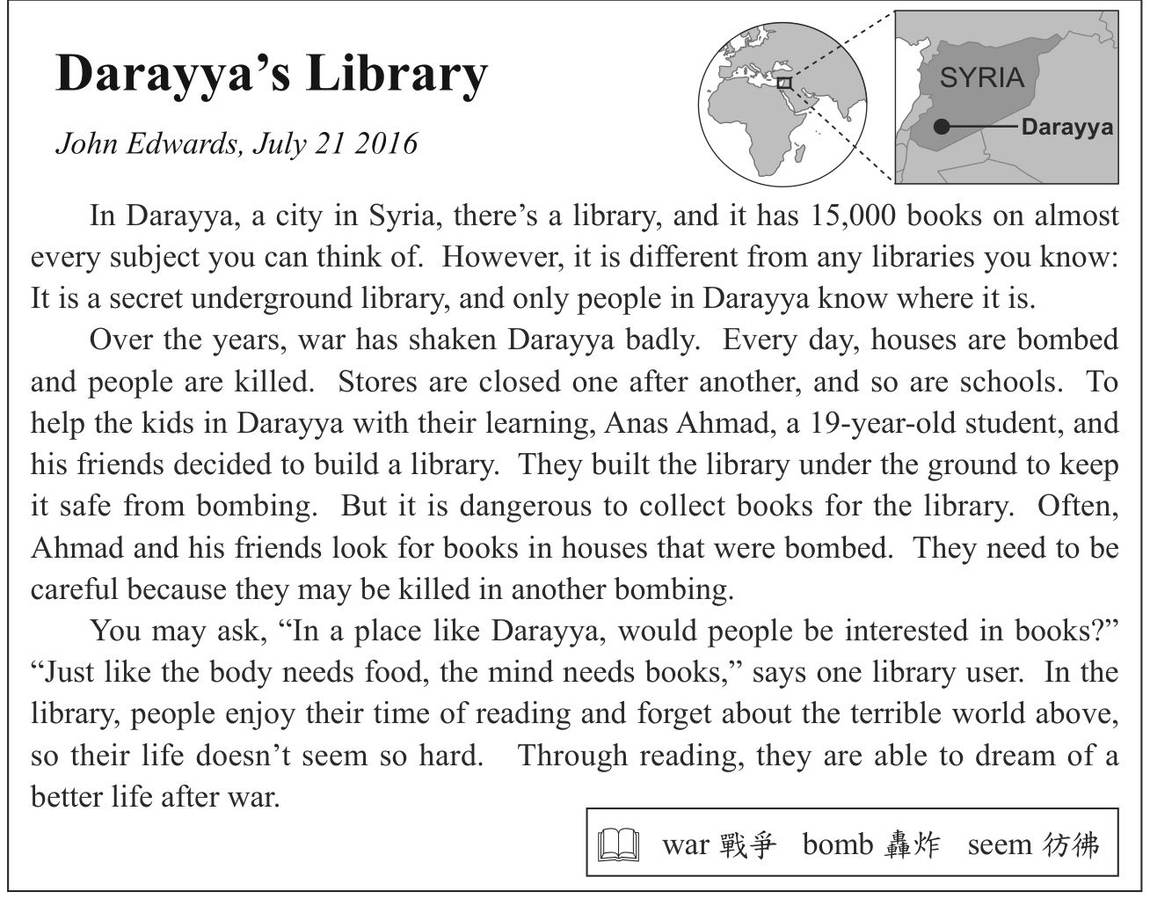 Darayya’s Library
John Edwards, July 21 2016
SYRIA
Darayya
In Darayya, a city in Syria, there’s a library, and it has 15,000 books on almost
every subject you can think of. However, it is different from any libraries you know:
It is a secret underground library, and only people in Darayya know where it is.
Over the years, war has shaken Darayya badly. Every day, houses are bombed
and people are killed. Stores are closed one after another, and so are schools. To
help the kids in Darayya with their learning, Anas Ahmad, a 19-year-old student, and
his friends decided to build a library. They built the library under the ground to keep
it safe from bombing. But it is dangerous to collect books for the library. Often,
Ahmad and his friends look for books in houses that were bombed. They need to be
careful because they may be killed in another bombing.
You may ask, “In a place like Darayya, would people be interested in books?”
“Just like the body needs food, the mind needs books,” says one library user. In the
library, people enjoy their time of reading and forget about the terrible world above,
so their life doesn’t seem so hard. Through reading, they are able to dream of a
better life after war.
war 戰爭 bomb 轟炸 seem 彷彿